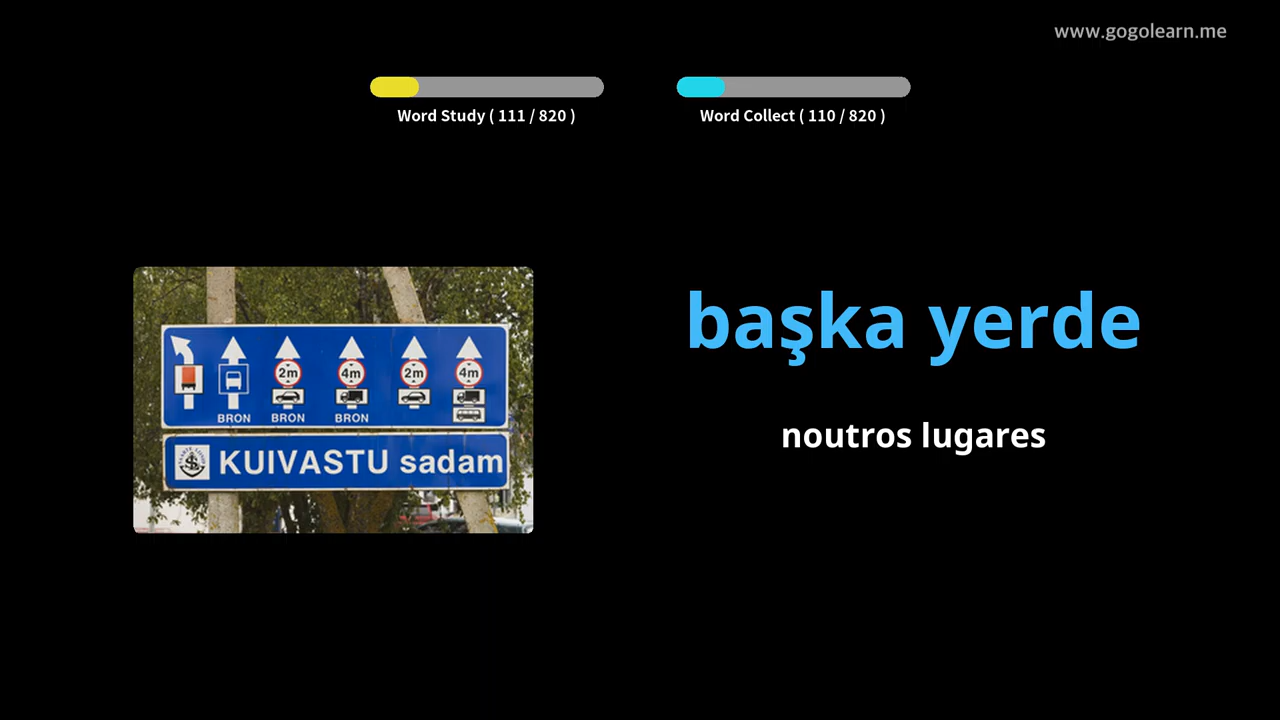 www.gogolearn.me
Word Study ( 111 / 820 )
Word Collect ( 110 / 820 )
2m 4m 2m 4m
BRON BRON BRON
KUIVASTU sadam
başka yerde
noutros lugares